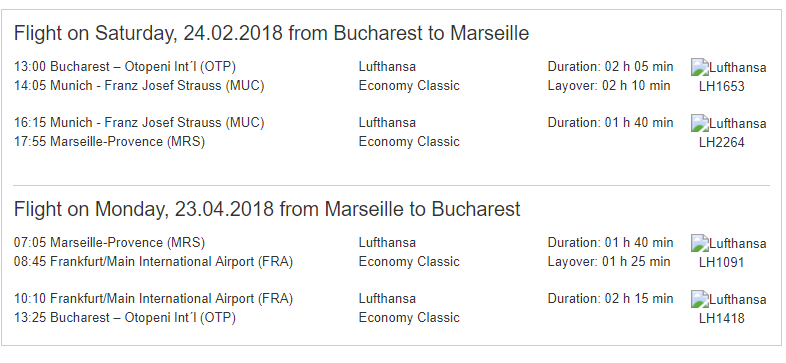 Flight on Saturday, 24.02.2018 from Bucharest to Marseille
13:00 Bucharest – Otopeni Int´l (OTP) Lufthansa Duration: 02 h 05 min Lufthansa
14:05 Munich - Franz Josef Strauss (MUC) Economy Classic Layover: 02 h 10 min LH1653
16:15 Munich - Franz Josef Strauss (MUC) Lufthansa Duration: 01 h 40 min Lufthansa
17:55 Marseille-Provence (MRS) Economy Classic LH2264
Flight on Monday, 23.04.2018 from Marseille to Bucharest
07:05 Marseille-Provence (MRS) Lufthansa Duration: 01 h 40 min Lufthansa
08:45 Frankfurt/Main International Airport (FRA) Economy Classic Layover: 01 h 25 min LH1091
10:10 Frankfurt/Main International Airport (FRA) Lufthansa Duration: 02 h 15 min Lufthansa
13:25 Bucharest – Otopeni Int´l (OTP) Economy Classic LH1418